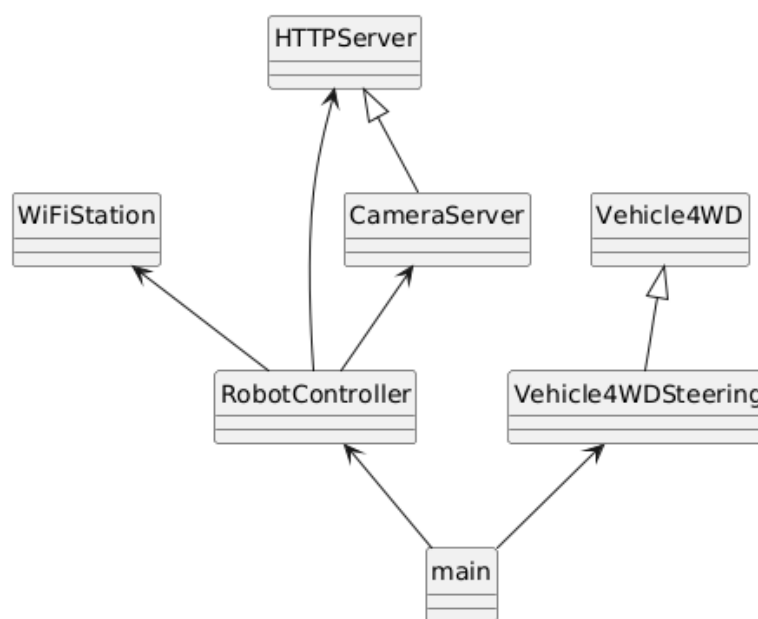 HTTPServer
WiFiStation
CameraServer
Vehicle4WD
RobotController
Vehicle4WDSteering
main